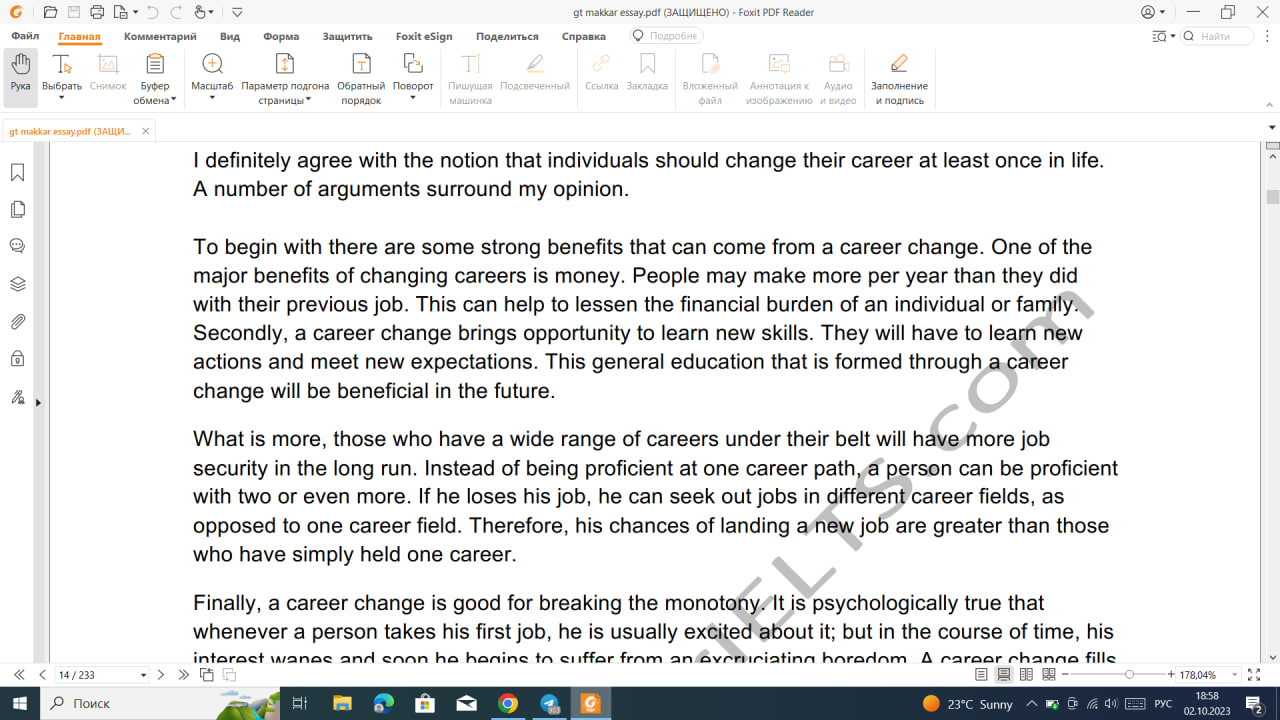 gt makkar essay.pdf (ЗАЩИЩЕНО) - Foxit PDF Reader
Файл Главная Комментарий Вид Форма Защитить Foxit eSign Поделиться Справка Подробне Найти
Рука Выбрать Снимок Буфер обмена Масштаб Параметр подгона страницы Обратный порядок Поворот Пишущая машинка Подсвеченный Ссылка Закладка Вложенный файл Аннотация к изображению Аудио и видео Заполнение и подпись
gt makkar essay.pdf (ЗАЩИ...
I definitely agree with the notion that individuals should change their career at least once in life.
A number of arguments surround my opinion.
To begin with there are some strong benefits that can come from a career change. One of the
major benefits of changing careers is money. People may make more per year than they did
with their previous job. This can help to lessen the financial burden of an individual or family.
Secondly, a career change brings opportunity to learn new skills. They will have to learn new
actions and meet new expectations. This general education that is formed through a career
change will be beneficial in the future.
What is more, those who have a wide range of careers under their belt will have more job
security in the long run. Instead of being proficient at one career path, a person can be proficient
with two or even more. If he loses his job, he can seek out jobs in different career fields, as
opposed to one career field. Therefore, his chances of landing a new job are greater than those
who have simply held one career.
Finally, a career change is good for breaking the monotony. It is psychologically true that
whenever a person takes his first job, he is usually excited about it; but in the course of time, his
interest wanes and soon he begins to suffer from an excruciating boredom. A career change fills
IELTS.com
14 / 233
178,04%
Поиск
503
23°C Sunny
РУС
18:58
02.10.2023
2